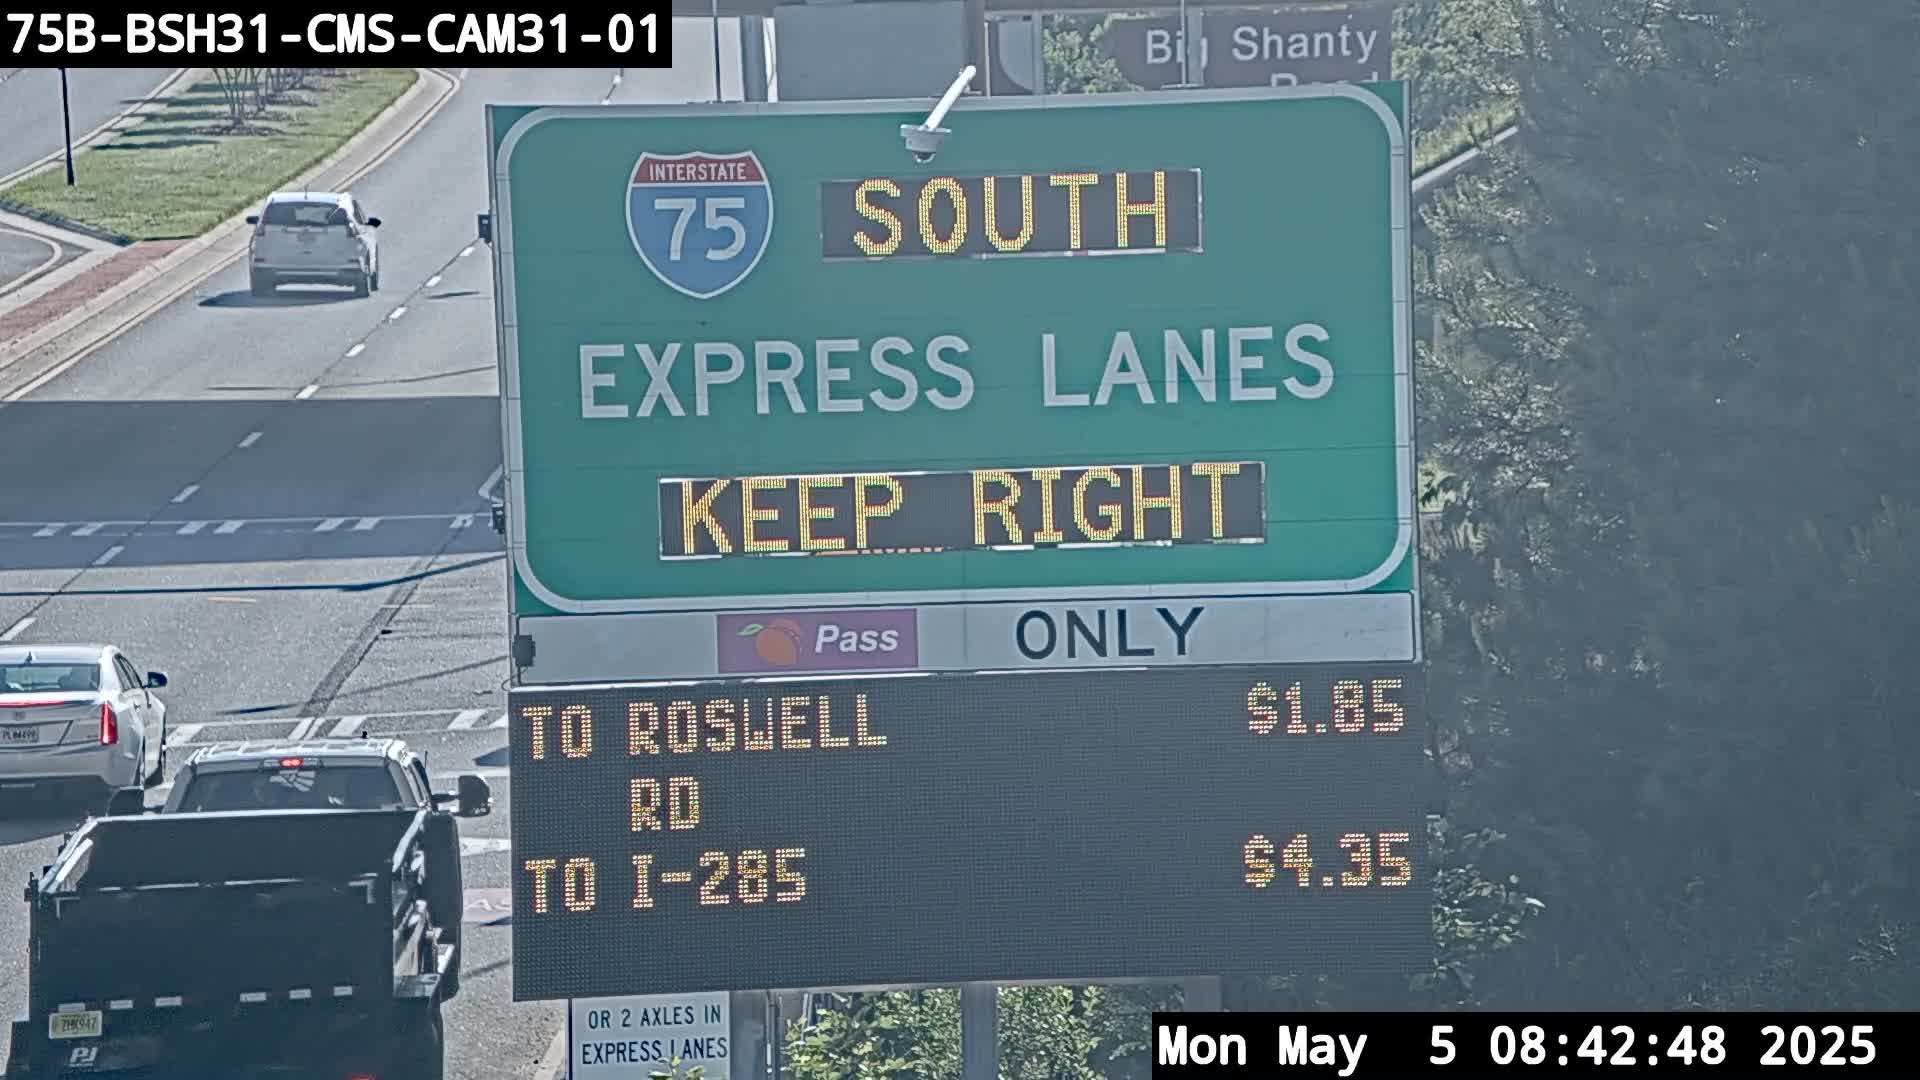 75B-BSH31-CMS-CAM31-01
Big Shanty
Road
INTERSTATE
75
SOUTH
EXPRESS LANES
KEEP RIGHT
Pass
ONLY
TO ROSWELL $1.85
RD
TO I-285 $4.35
OR 2 AXLES IN
EXPRESS LANES
PJ
Mon May 5 08:42:48 2025